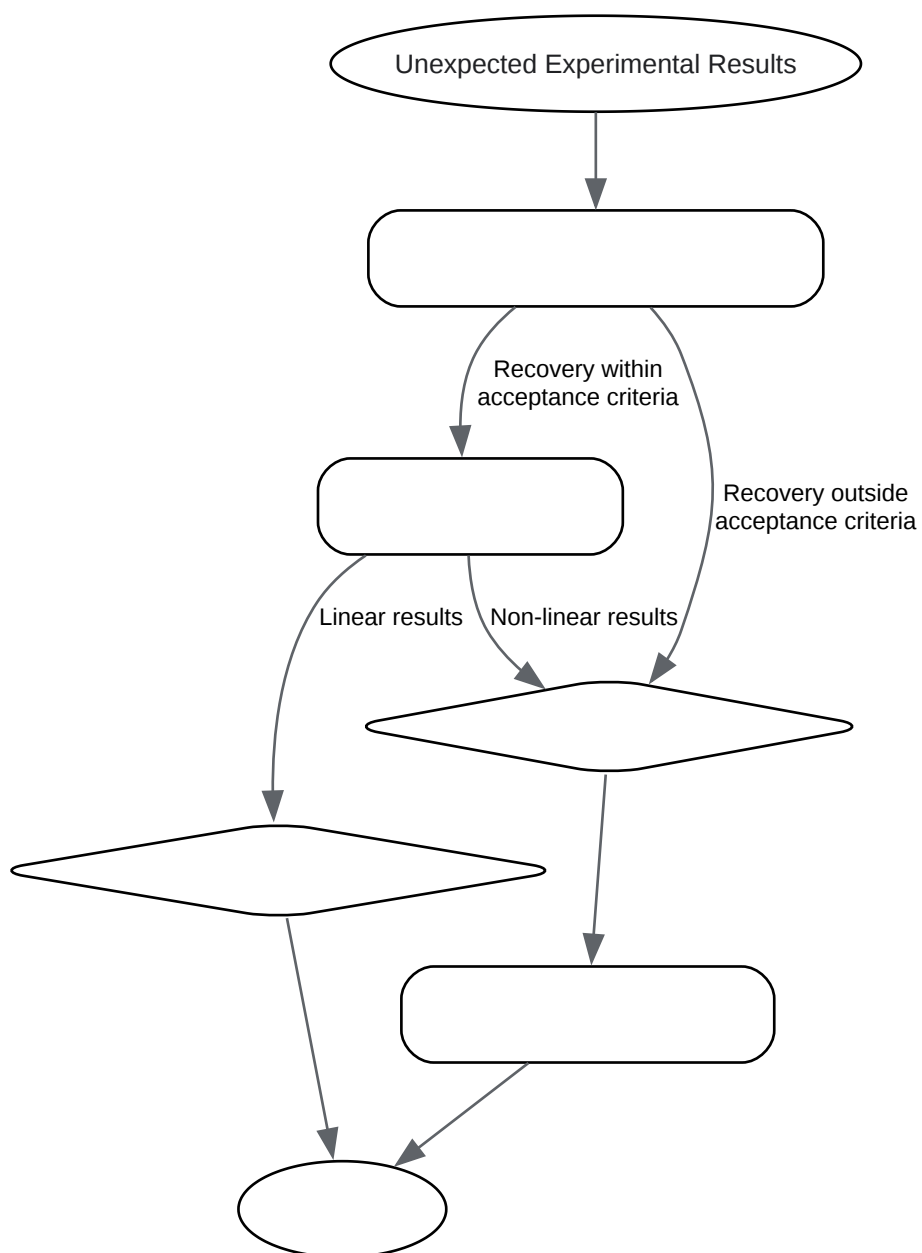 Unexpected Experimental Results
Recovery within
acceptance criteria
Recovery outside
acceptance criteria
Linear results
Non-linear results